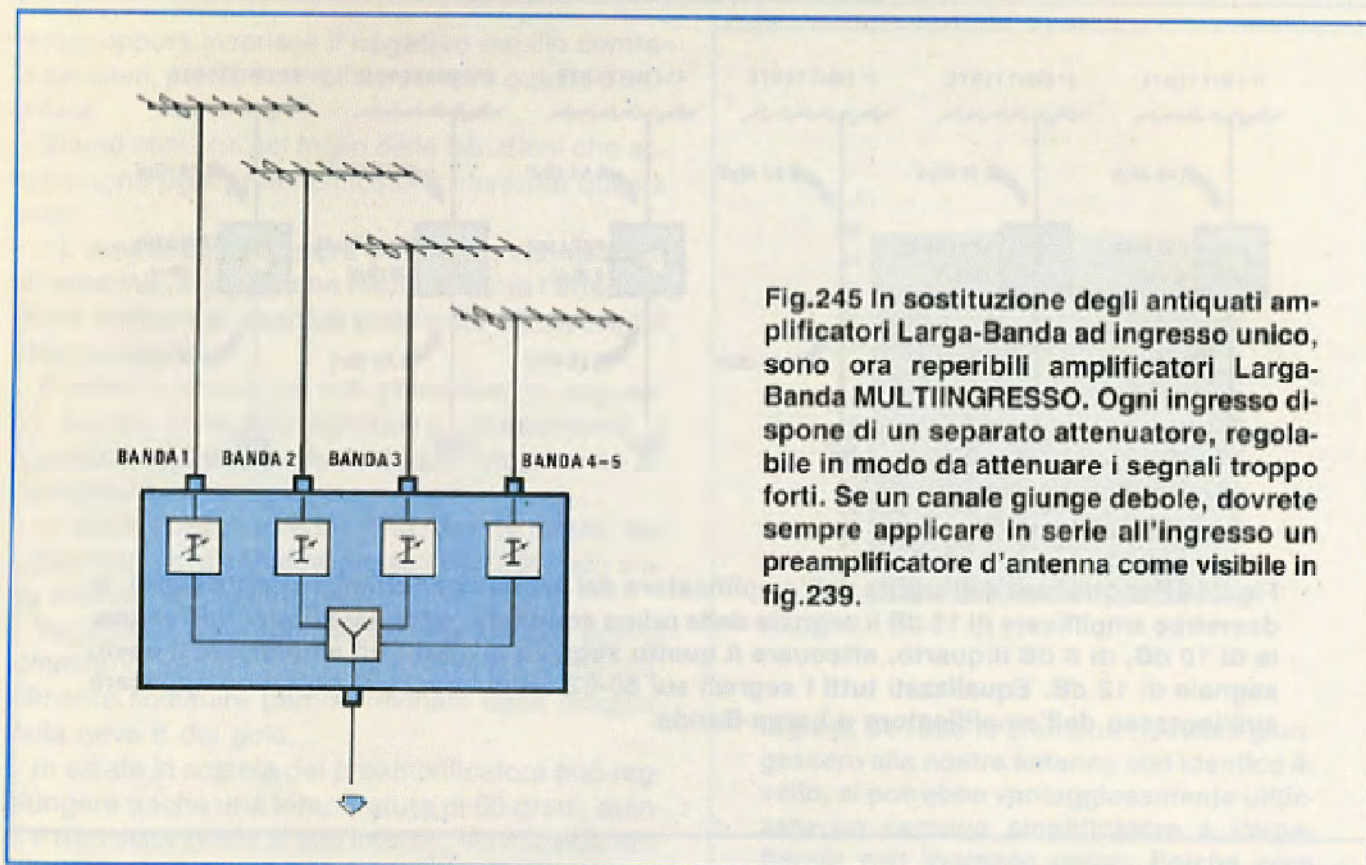 BANDA 1 BANDA 2 BANDA 3 BANDA 4-5
Fig.245 In sostituzione degli antiquati am-
plificatori Larga-Banda ad ingresso unico,
sono ora reperibili amplificatori Larga-
Banda MULTIINGRESSO. Ogni ingresso di-
spone di un separato attenuatore, regola-
bile in modo da attenuare i segnali troppo
forti. Se un canale giunge debole, dovrete
sempre applicare in serie all'ingresso un
preamplificatore d'antenna come visibile in
fig.239.